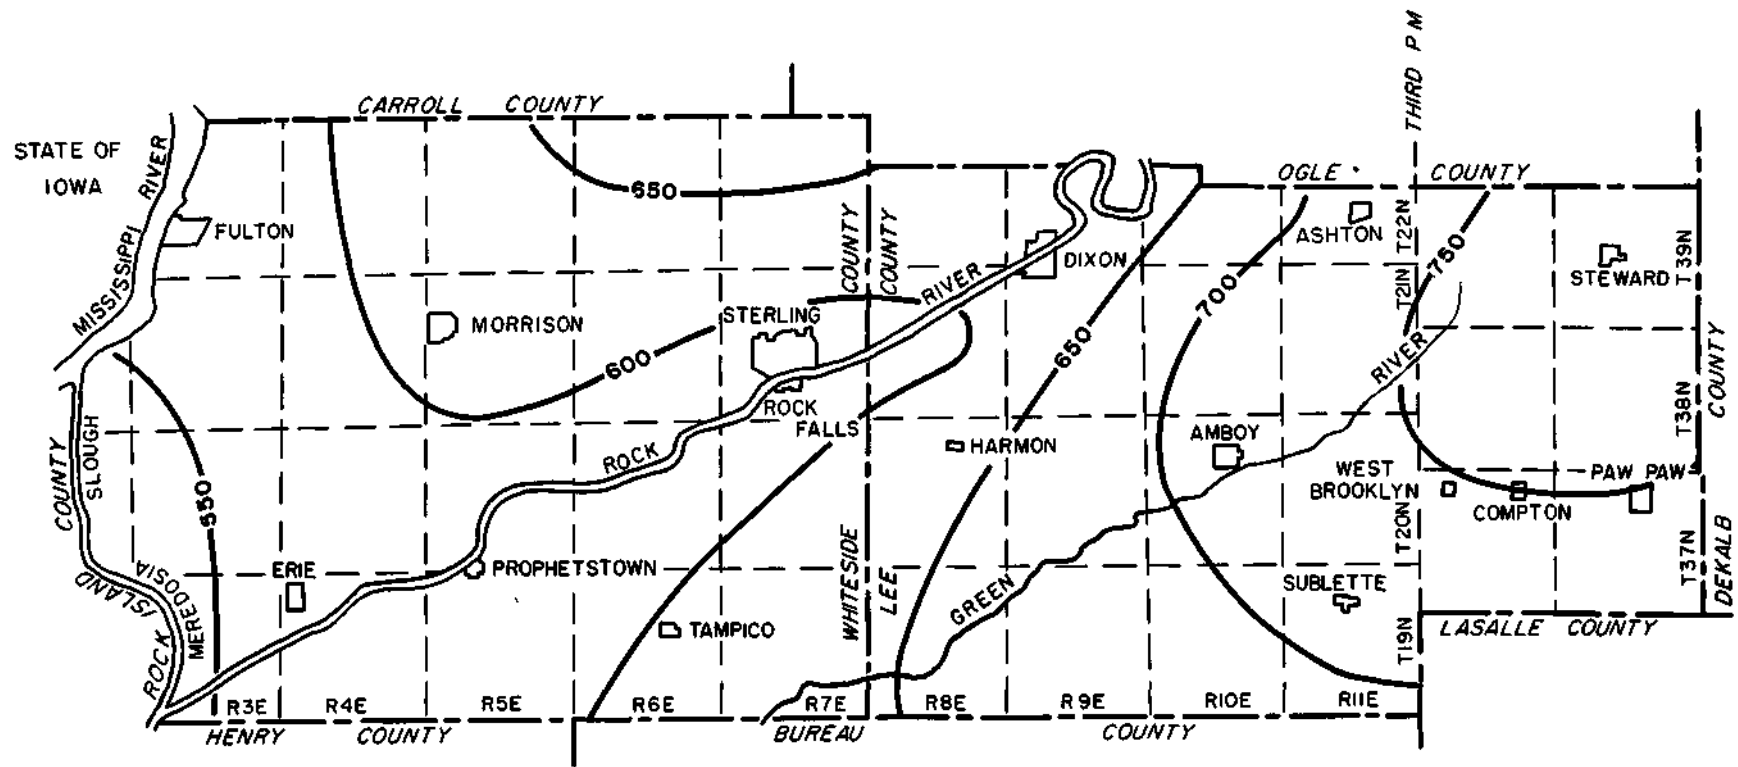 THIRD P M
CARROLL COUNTY
STATE OF
IOWA
MISSISSIPPI RIVER
OGLE COUNTY
650
FULTON
COUNTY
COUNTY
ASHTON
T22N
750
T39N
DIXON
STEWARD
RIVER
700
T21N
MORRISON
STERLING
600
650
RIVER
COUNTY
ROCK
FALLS
T38N
SLOUGH
COUNTY
ROCK
HARMON
AMBOY
WEST
BROOKLYN
PAW PAW
COMPTON
550
T20N
T37N
DEKALB
ERIE
PROPHETSTOWN
WHITESIDE
LEE
GREEN
SUBLETTE
MEREDOSIA
ROCK ISLAND
TAMPICO
T19N
LASALLE COUNTY
R3E R4E R5E R6E R7E R8E R9E R10E R11E
HENRY COUNTY BUREAU COUNTY